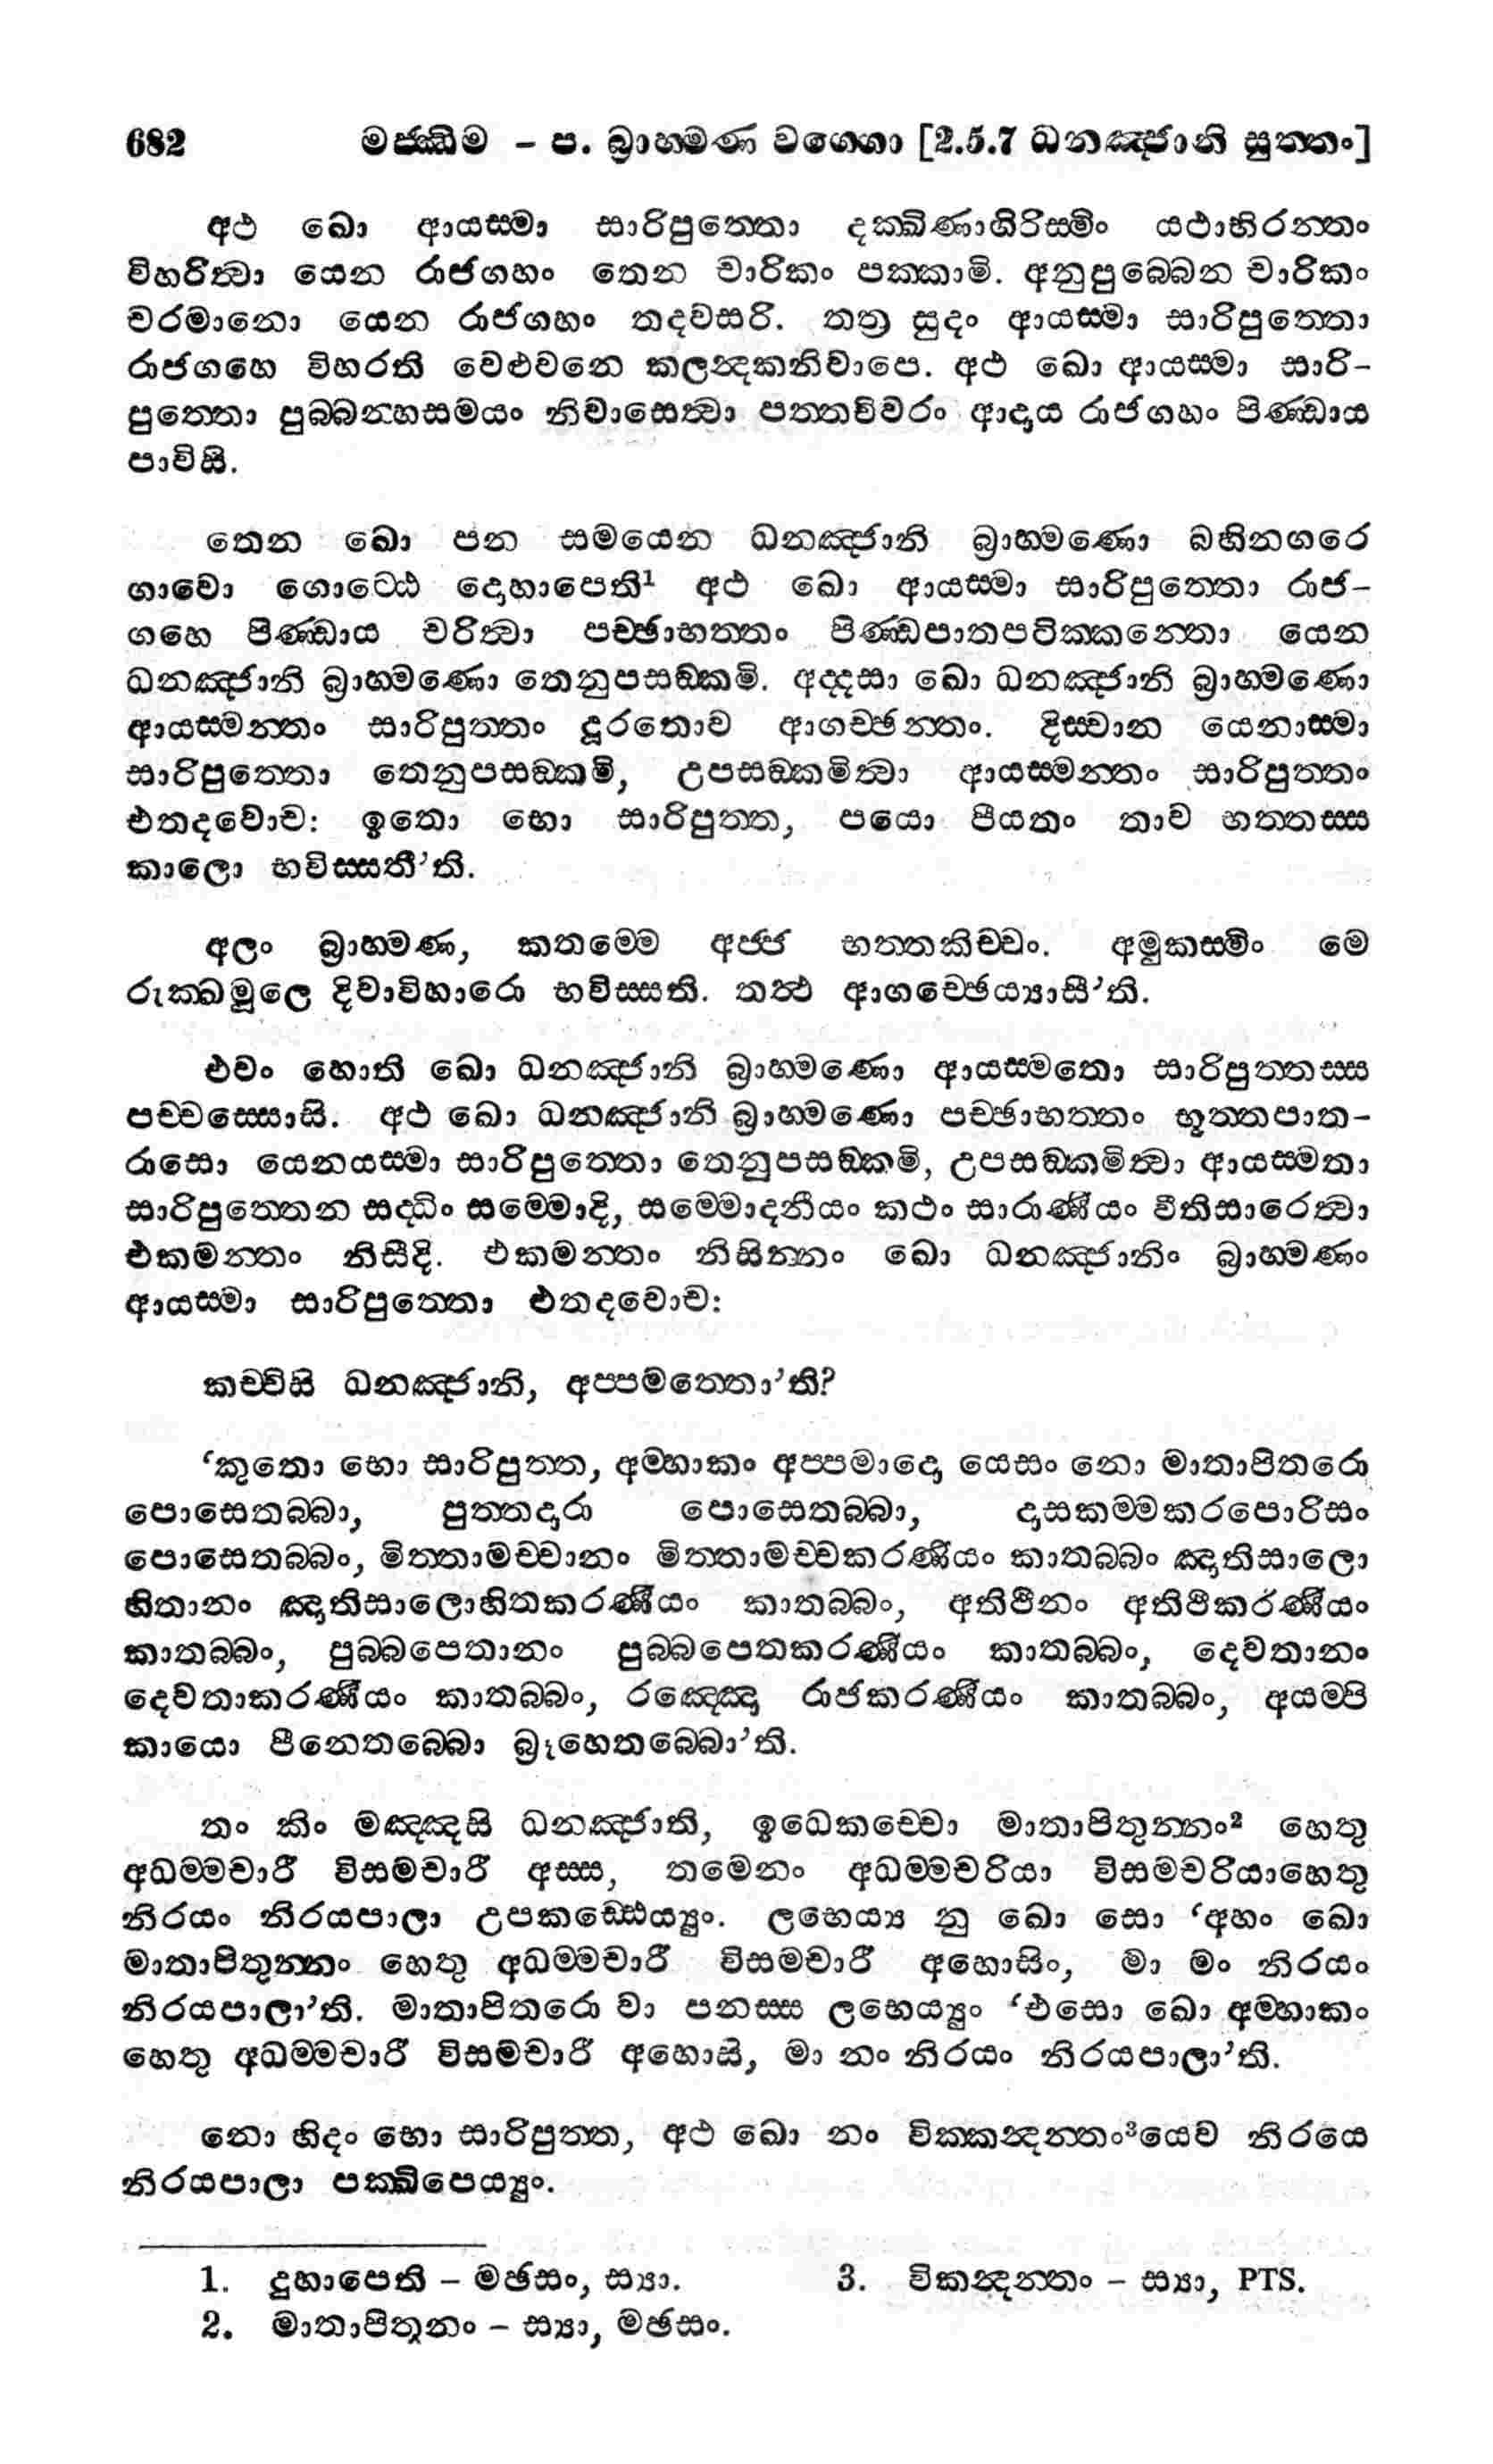 682 මජ්ඣිම – ප. බ්‍රාහ්මණ වග්ගො [2.5.7 ධනඤ්ජානි සුත්තං]
අථ ඛො ආයස්මා සාරිපුත්තො දක්ඛිණාගිරිස්මිං යථාභිරන්තං
විහරිත්වා යෙන රාජගහං තෙන චාරිකං පක්කාමි. අනුපුබ්බෙන චාරිකං
චරමානො යෙන රාජගහං තදවසරි. තත්‍ර සුදං ආයස්මා සාරිපුත්තො
රාජගහෙ විහරති වෙළුවනෙ කලන්දකනිවාපෙ. අථ ඛො ආයස්මා සාරි-
පුත්තො පුබ්බන්හසමයං නිවාසෙත්වා පත්තචීවරං ආදාය රාජගහං පිණ්ඩාය
පාවිසි.
තෙන ඛො පන සමයෙන ධනඤ්ජානි බ්‍රාහ්මණො බහිනගරෙ
ගාවො ගොට්ඨෙ දොහාපෙති¹ අථ ඛො ආයස්මා සාරිපුත්තො රාජ-
ගහෙ පිණ්ඩාය චරිත්වා පච්ඡාභත්තං පිණ්ඩපාතපටික්කන්තො යෙන
ධනඤ්ජානි බ්‍රාහ්මණො තෙනුපසඞ්කමි. අද්දසා ඛො ධනඤ්ජානි බ්‍රාහ්මණො
ආයස්මන්තං සාරිපුත්තං දූරතොව ආගච්ඡන්තං. දිස්වාන යෙනාස්මා
සාරිපුත්තො තෙනුපසඞ්කමි, උපසඞ්කමිත්වා ආයස්මන්තං සාරිපුත්තං
එතදවොච: ඉතො භො සාරිපුත්ත, පයො පීයතං තාව භත්තස්ස
කාලො භවිස්සතී’ති.
අලං බ්‍රාහ්මණ, කතම්මෙ අජ්ජ භත්තකිච්චං. අමුකස්මිං මෙ
රුක්ඛමූලෙ දිවාවිහාරො භවිස්සති. තත්‍ථ ආගච්ඡෙය්‍යාසී’ති.
එවං හොති ඛො ධනඤ්ජානි බ්‍රාහ්මණො ආයස්මතො සාරිපුත්තස්ස
පච්චස්සොසි. අථ ඛො ධනඤ්ජානි බ්‍රාහ්මණො පච්ඡාභත්තං භුත්තපාත-
රාසො යෙනයස්මා සාරිපුත්තො තෙනුපසඞ්කමි, උපසඞ්කමිත්වා ආයස්මතා
සාරිපුත්තෙන සද්ධිං සම්මොදි, සම්මොදනීයං කථං සාරාණීයං වීතිසාරෙත්වා
එකමන්තං නිසීදි. එකමන්තං නිසින්නං ඛො ධනඤ්ජානිං බ්‍රාහ්මණං
ආයස්මා සාරිපුත්තො එතදවොච:
කච්චිසි ධනඤ්ජානි, අප්පමත්තො’ති?
‘කුතො භො සාරිපුත්ත, අම්හාකං අප්පමාදො යෙසං නො මාතාපිතරො
පොසෙතබ්බා, පුත්තදාරා පොසෙතබ්බා, දාසකම්මකරපොරිසං
පොසෙතබ්බං, මිත්තාමච්චානං මිත්තාමච්චකරණීයං කාතබ්බං ඤාතිසාලො
හිතානං ඤාතිසාලොහිතකරණීයං කාතබ්බං, අතිථීනං අතිථිකරණීයං
කාතබ්බං, පුබ්බපෙතානං පුබ්බපෙතකරණීයං කාතබ්බං, දෙවතානං
දෙවතාකරණීයං කාතබ්බං, රඤ්ඤො රාජකරණීයං කාතබ්බං, අයම්පි
කායො පීනෙතබ්බො බ්‍රූහෙතබ්බො’ති.
තං කිං මඤ්ඤසි ධනඤ්ජාති, ඉධෙකච්චො මාතාපිතුන්නං² හෙතු
අධම්මචාරී විසමචාරී අස්ස, තමෙනං අධම්මචරියා විසමචරියාහෙතු
නිරයං නිරයපාලා උපකඩ්ඪෙය්‍යුං. ලභෙය්‍ය නු ඛො සො ‘අහං ඛො
මාතාපිතුන්නං හෙතු අධම්මචාරී විසමචාරී අහොසිං, මා මං නිරයං
නිරයපාලා’ති. මාතාපිතරො වා පනස්ස ලභෙය්‍යුං ‘එසො ඛො අම්හාකං
හෙතු අධම්මචාරී විසමචාරී අහොසි, මා නං නිරයං නිරයපාලා’ති.
නො හිදං භො සාරිපුත්ත, අථ ඛො නං වික්කන්දන්තං³යෙව නිරයෙ
නිරයපාලා පක්ඛිපෙය්‍යුං.
1. දුහාපෙති – මඡසං, ස්‍යා. 3. විකන්දන්තං – ස්‍යා, PTS.
2. මාතාපිතූනං – ස්‍යා, මඡසං.